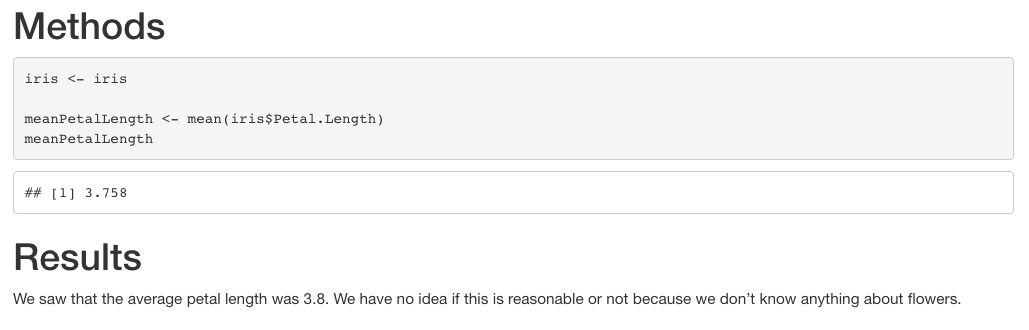 Methods
iris <- iris
meanPetalLength <- mean(iris$Petal.Length)
meanPetalLength
## [1] 3.758
Results
We saw that the average petal length was 3.8. We have no idea if this is reasonable or not because we don’t know anything about flowers.